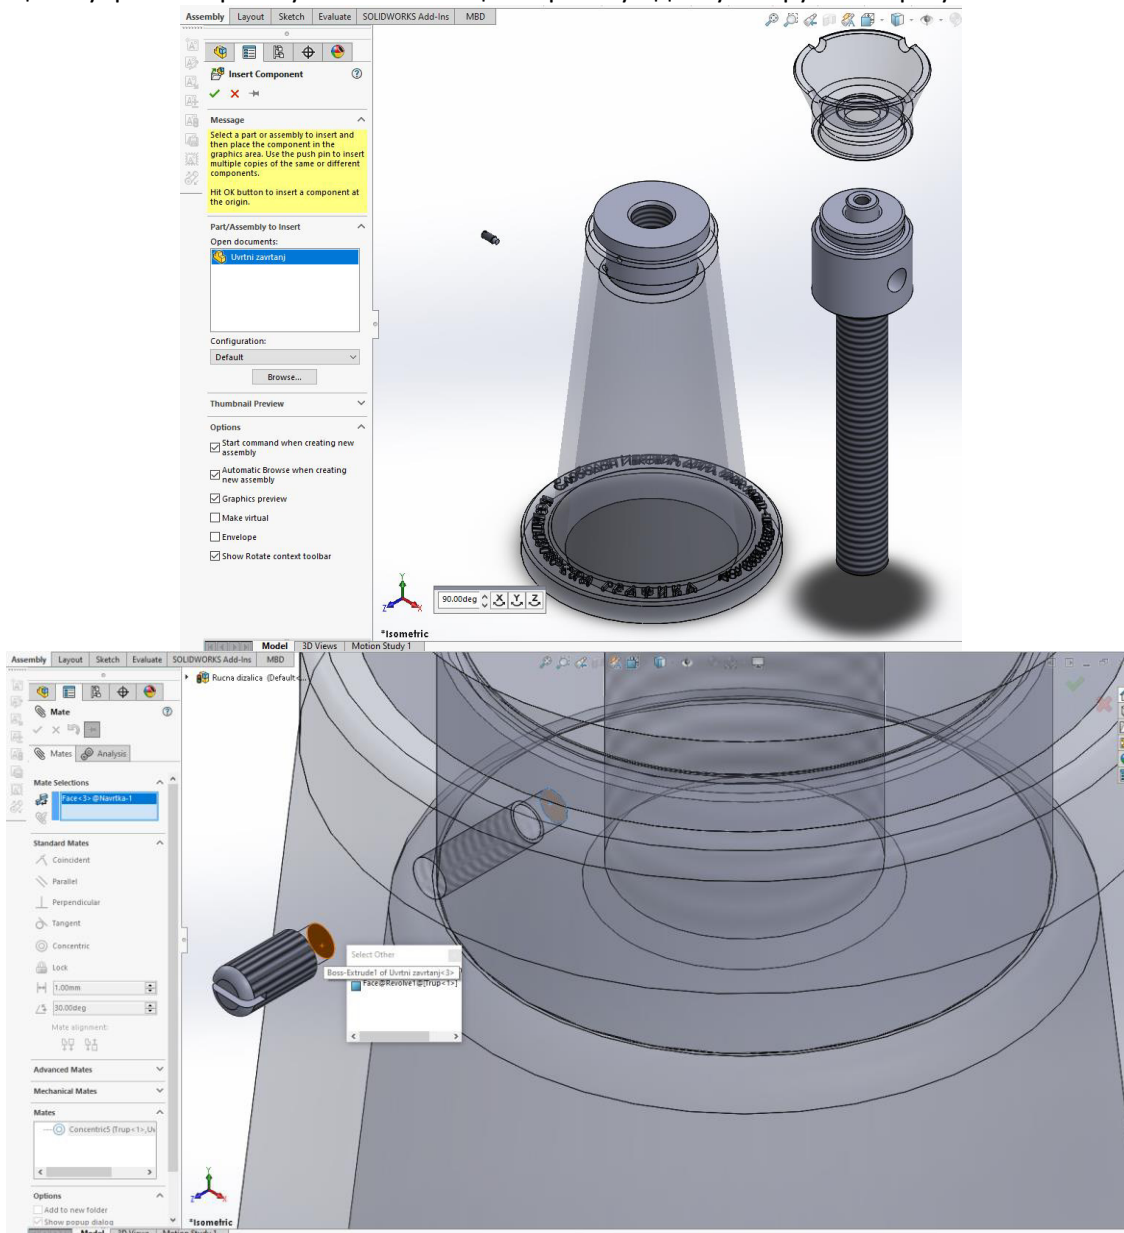 Assembly Layout Sketch Evaluate SOLIDWORKS Add-Ins MBD
Insert Component
Message
Select a part or assembly to insert and
then place the component in the
graphics area. Use the push pin to insert
multiple copies of the same or different
components.
Hit OK button to insert a component at
the origin.
Part/Assembly to Insert
Open documents:
Uvrtni zavrtanj
Configuration:
Default
Browse...
Thumbnail Preview
Options
Start command when creating new
assembly
Automatic Browse when creating
new assembly
Graphics preview
Make virtual
Envelope
Show Rotate context toolbar
90.00deg X Y Z
Y
Z X
*Isometric
Model 3D Views Motion Study 1
Assembly Layout Sketch Evaluate SOLIDWORKS Add-Ins MBD
Rucna dizalica (Default<...
Mate
Mates Analysis
Mate Selections
Face<3>@Navrtka-1
Standard Mates
Coincident
Parallel
Perpendicular
Tangent
Concentric
Lock
1.00mm
30.00deg
Mate alignment:
Advanced Mates
Mechanical Mates
Mates
Concentric5 (Trup<1>,Uv
Options
Add to new folder
Show popup dialog
Select Other
Boss-Extrude1 of Uvrtni zavrtanj<3>
Face@Revolve1@[Trup<1>]
*Isometric
Model 3D Views Motion Study 1